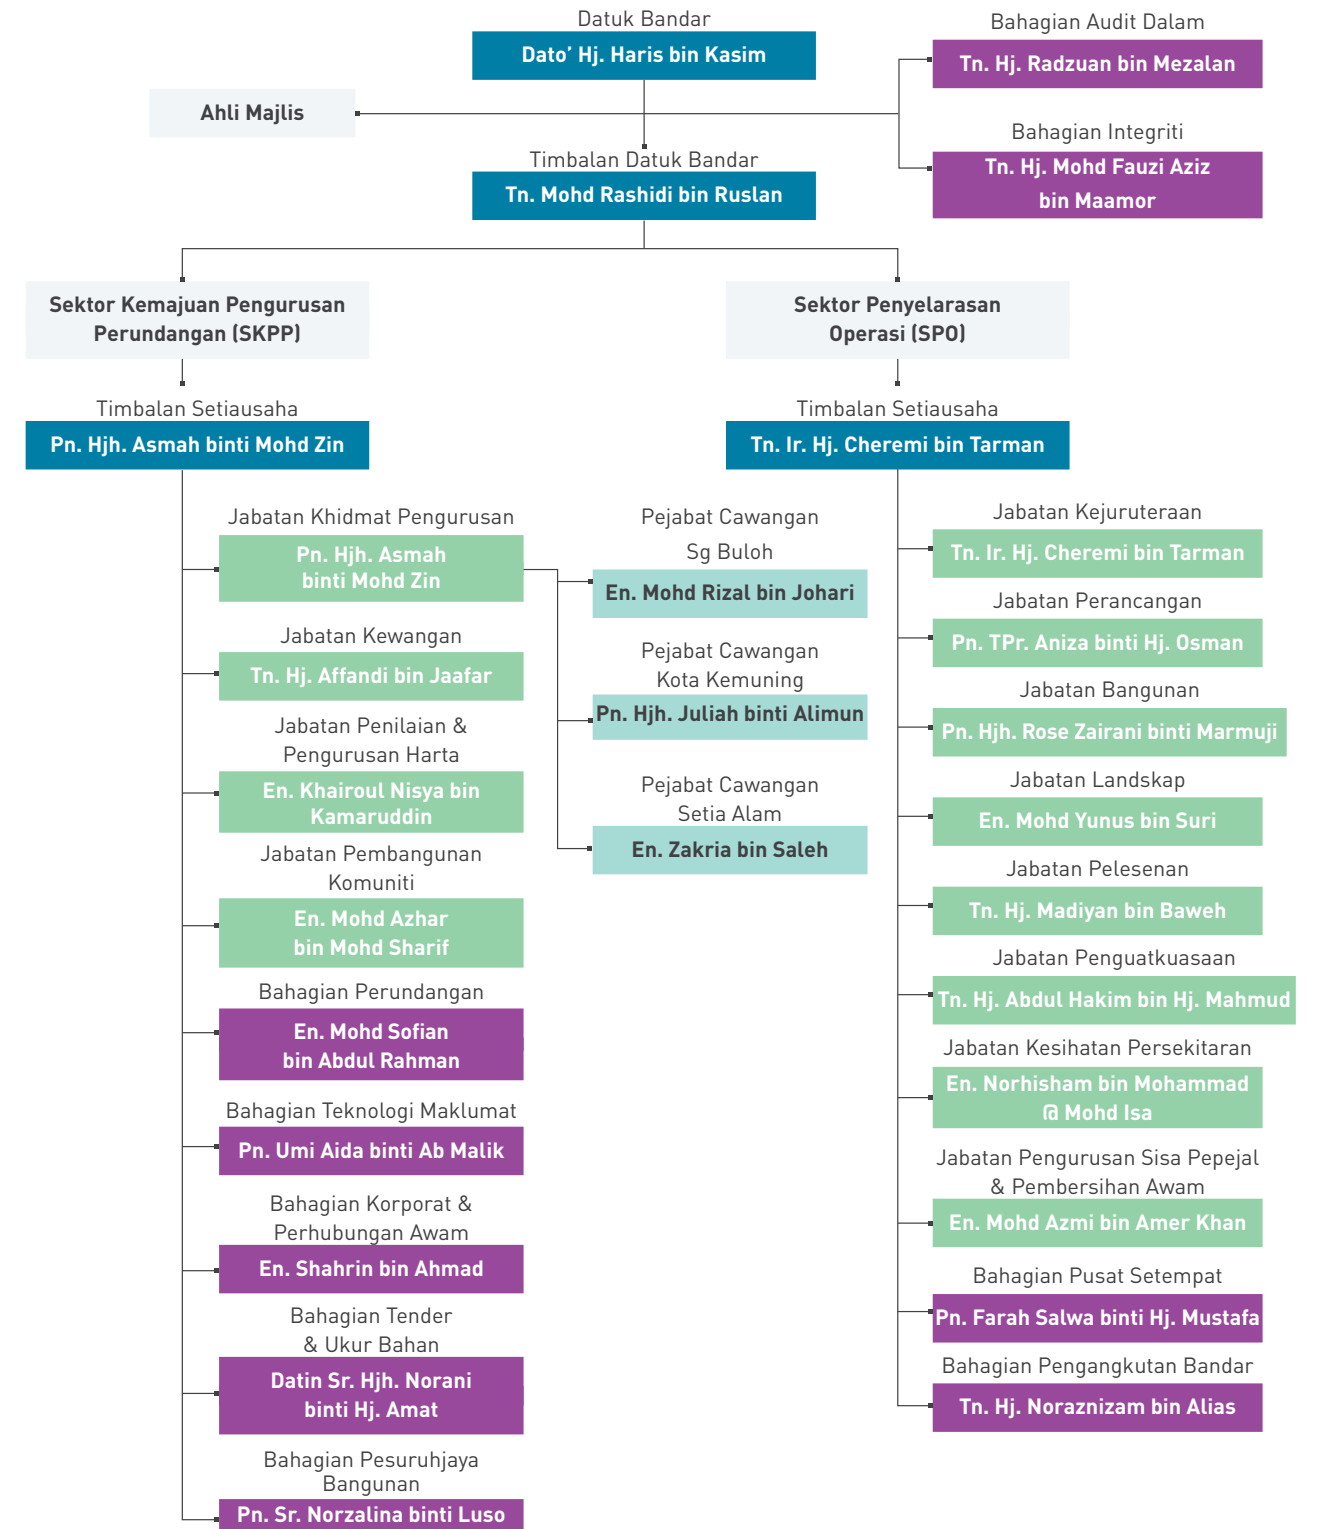 Datuk Bandar
Dato’ Hj. Haris bin Kasim
Bahagian Audit Dalam
Tn. Hj. Radzuan bin Mezalan
Ahli Majlis
Bahagian Integriti
Tn. Hj. Mohd Fauzi Aziz
bin Maamor
Timbalan Datuk Bandar
Tn. Mohd Rashidi bin Ruslan
Sektor Kemajuan Pengurusan
Perundangan (SKPP)
Timbalan Setiausaha
Pn. Hjh. Asmah binti Mohd Zin
Jabatan Khidmat Pengurusan
Pn. Hjh. Asmah
binti Mohd Zin
Jabatan Kewangan
Tn. Hj. Affandi bin Jaafar
Jabatan Penilaian &
Pengurusan Harta
En. Khairoul Nisya bin
Kamaruddin
Jabatan Pembangunan
Komuniti
En. Mohd Azhar
bin Mohd Sharif
Bahagian Perundangan
En. Mohd Sofian
bin Abdul Rahman
Bahagian Teknologi Maklumat
Pn. Umi Aida binti Ab Malik
Bahagian Korporat &
Perhubungan Awam
En. Shahrin bin Ahmad
Bahagian Tender
& Ukur Bahan
Datin Sr. Hjh. Norani
binti Hj. Amat
Bahagian Pesuruhjaya
Bangunan
Pn. Sr. Norzalina binti Luso
Pejabat Cawangan
Sg Buloh
En. Mohd Rizal bin Johari
Pejabat Cawangan
Kota Kemuning
Pn. Hjh. Juliah binti Alimun
Pejabat Cawangan
Setia Alam
En. Zakria bin Saleh
Sektor Penyelarasan
Operasi (SPO)
Timbalan Setiausaha
Tn. Ir. Hj. Cheremi bin Tarman
Jabatan Kejuruteraan
Tn. Ir. Hj. Cheremi bin Tarman
Jabatan Perancangan
Pn. TPr. Aniza binti Hj. Osman
Jabatan Bangunan
Pn. Hjh. Rose Zairani binti Marmuji
Jabatan Landskap
En. Mohd Yunus bin Suri
Jabatan Pelesenan
Tn. Hj. Madiyan bin Baweh
Jabatan Penguatkuasaan
Tn. Hj. Abdul Hakim bin Hj. Mahmud
Jabatan Kesihatan Persekitaran
En. Norhisham bin Mohammad
@ Mohd Isa
Jabatan Pengurusan Sisa Pepejal
& Pembersihan Awam
En. Mohd Azmi bin Amer Khan
Bahagian Pusat Setempat
Pn. Farah Salwa binti Hj. Mustafa
Bahagian Pengangkutan Bandar
Tn. Hj. Noraznizam bin Alias